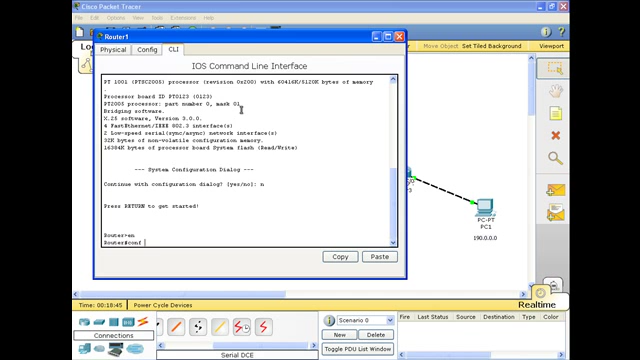 Cisco Packet Tracer
File Edit Options View Tools Extensions Help
Router1
Physical Config CLI
Move Object Set Tiled Background
IOS Command Line Interface
PT 1001 (PTSC2005) processor (revision 0x200) with 60416K/5120K bytes of memory
.
Processor board ID PT0123 (0123)
PT2005 processor: part number 0, mask 01
Bridging software.
X.25 software, Version 3.0.0.
4 FastEthernet/IEEE 802.3 interface(s)
2 Low-speed serial(sync/async) network interface(s)
32K bytes of non-volatile configuration memory.
16384K bytes of processor board System flash (Read/Write)
--- System Configuration Dialog ---
Continue with configuration dialog? [yes/no]: n
Press RETURN to get started!
Router>en
Router#conf
Copy Paste
PC-PT
PC1
190.0.0.0
Time: 00:18:45 Power Cycle Devices
Realtime
Connections
Serial DCE
Scenario 0
New Delete
Toggle PDU List Window
Fire Last Status Source Destination Type Color